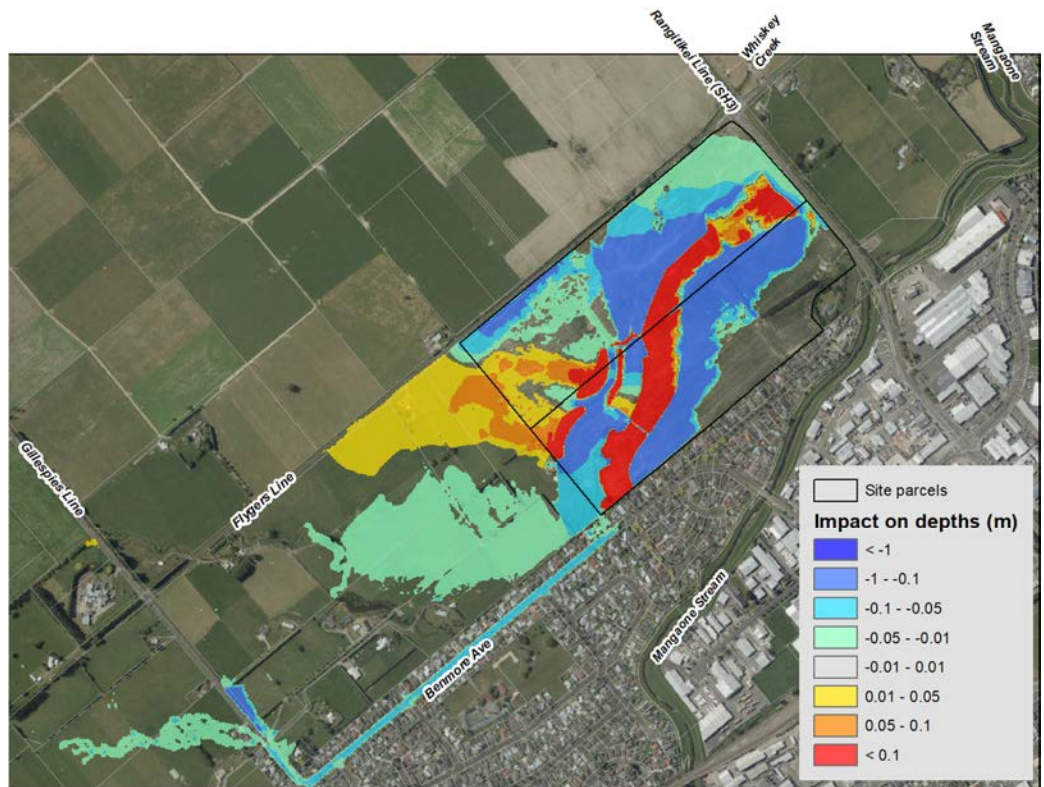 Rangitikei Line (SH3)
Whiskey
Creek
Mangaone
Stream
Gillespies Line
Flygers Line
Benmore Ave
Mangaone Stream
Site parcels
Impact on depths (m)
< -1
-1 - -0.1
-0.1 - -0.05
-0.05 - -0.01
-0.01 - 0.01
0.01 - 0.05
0.05 - 0.1
< 0.1